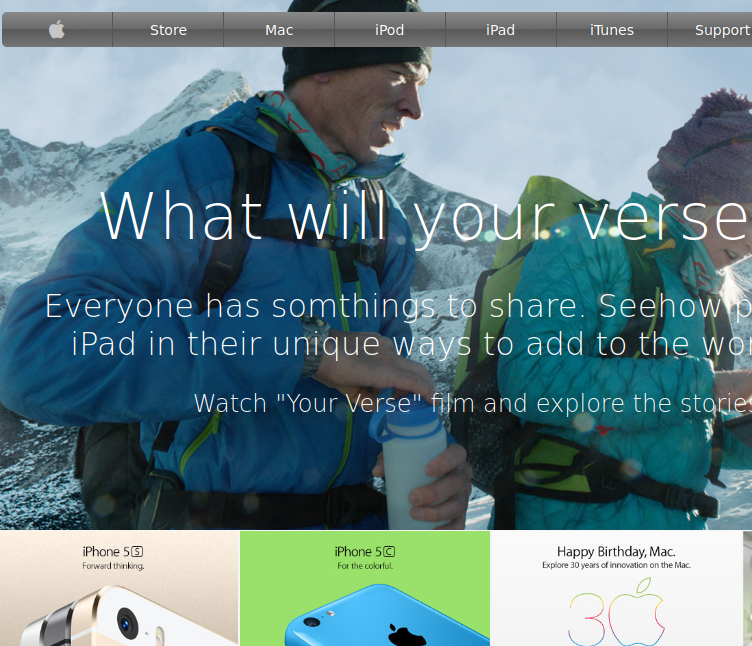 Store Mac iPod iPad iTunes Support
What will your verse
Everyone has somthings to share. Seehow p
iPad in their unique ways to add to the wor
Watch "Your Verse" film and explore the stories
iPhone 5S
Forward thinking.
iPhone 5C
For the colorful.
Happy Birthday, Mac.
Explore 30 years of innovation on the Mac.
30